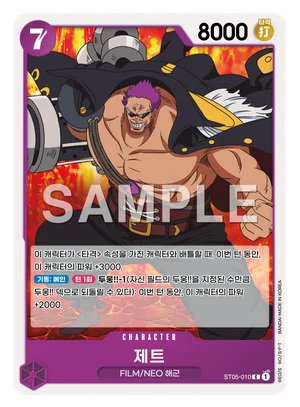 7
8000
타격
打
SAMPLE
이 캐릭터가 <타격> 속성을 가진 캐릭터와 배틀할 때, 이번 턴 동안,
이 캐릭터의 파워 +3000.
기동: 메인 턴 1회 두웅!!-1(자신 필드의 두웅!!을 지정된 수만큼
두웅!! 덱으로 되돌릴 수 있다): 이번 턴 동안, 이 캐릭터의 파워
+2000.
CHARACTER
제트
FILM/NEO 해군
ST05-010 C 1
BANDAI MADE IN KOREA